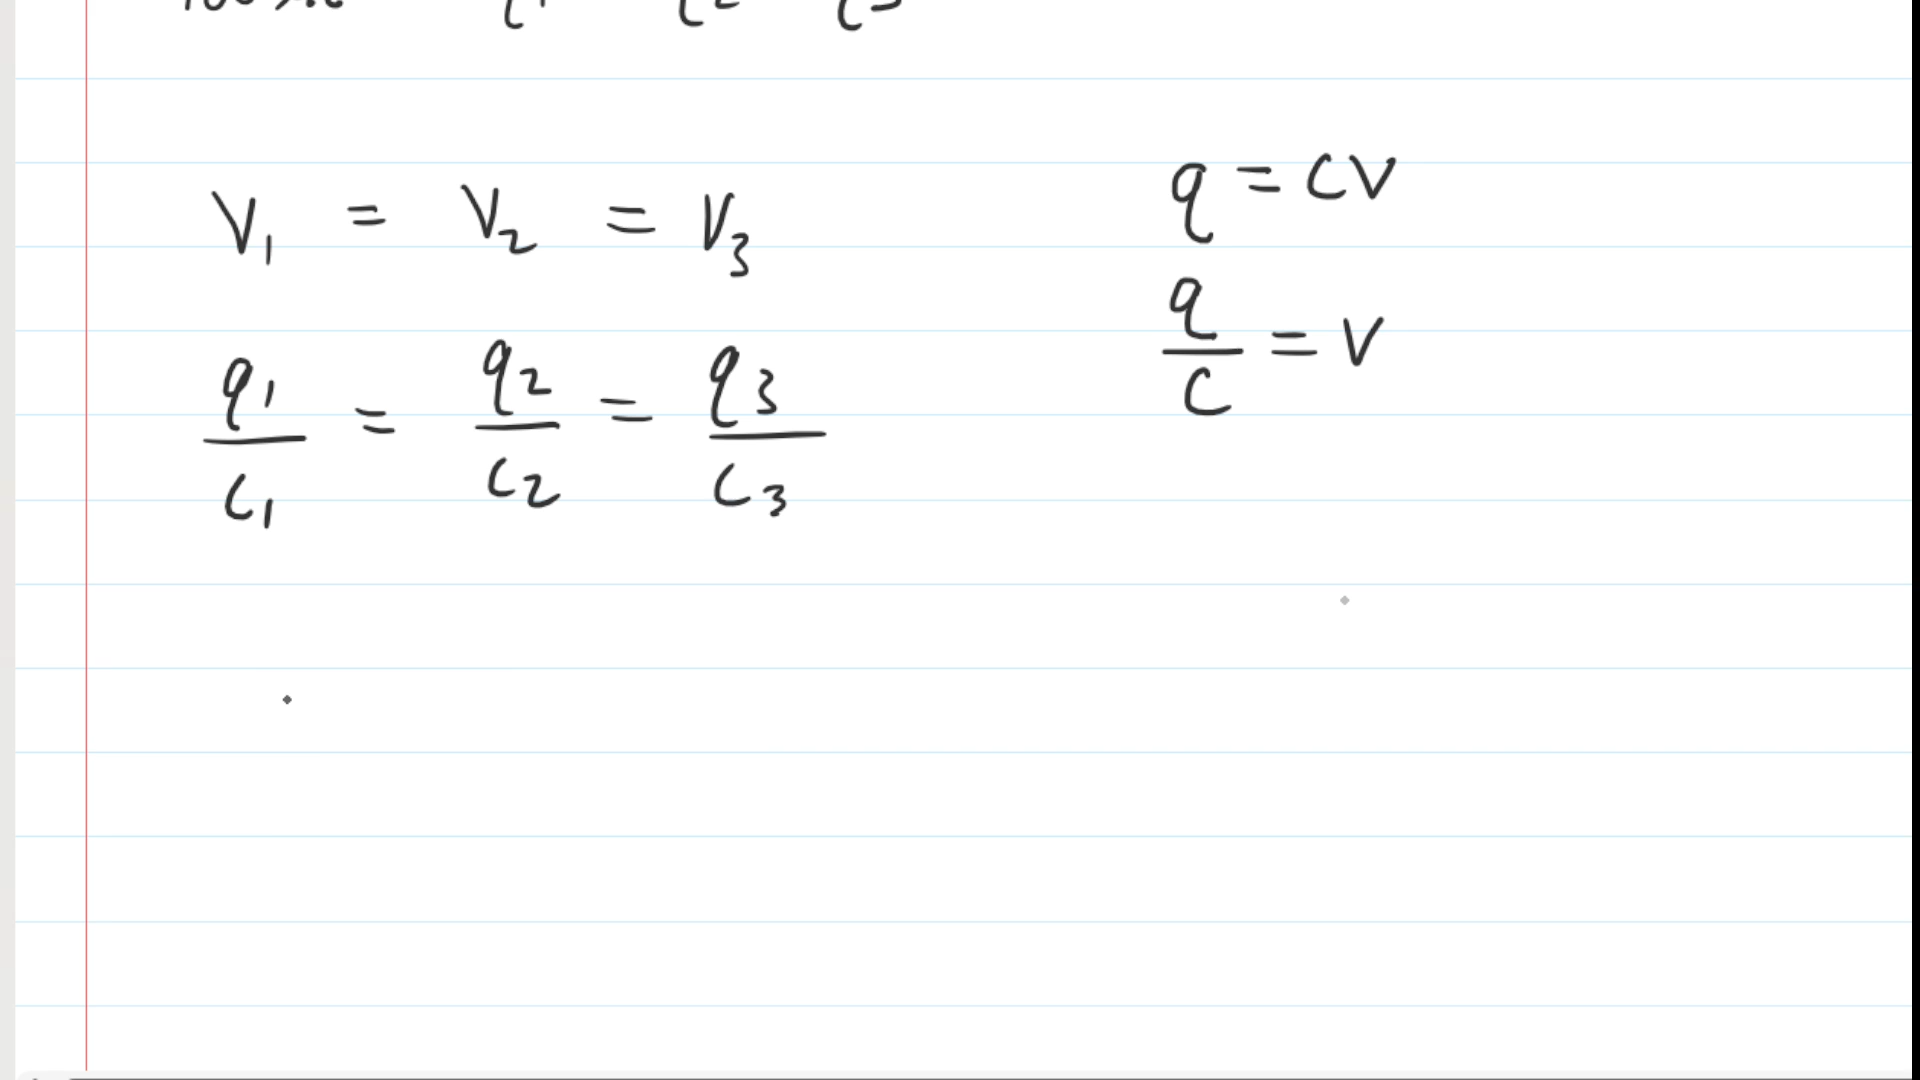 V₁ = V₂ = V₃
q₁/c₁ = q₂/c₂ = q₃/c₃
q = CV
q/C = V